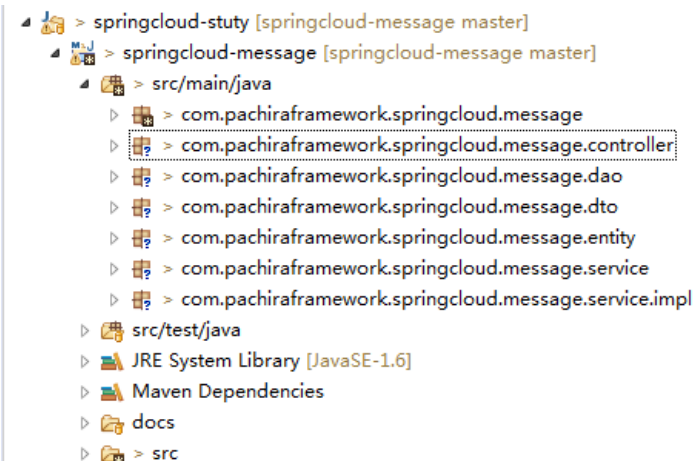 > springcloud-stuty [springcloud-message master]
> springcloud-message [springcloud-message master]
> src/main/java
> com.pachiraframework.springcloud.message
> com.pachiraframework.springcloud.message.controller
> com.pachiraframework.springcloud.message.dao
> com.pachiraframework.springcloud.message.dto
> com.pachiraframework.springcloud.message.entity
> com.pachiraframework.springcloud.message.service
> com.pachiraframework.springcloud.message.service.impl
src/test/java
JRE System Library [JavaSE-1.6]
Maven Dependencies
docs
> src